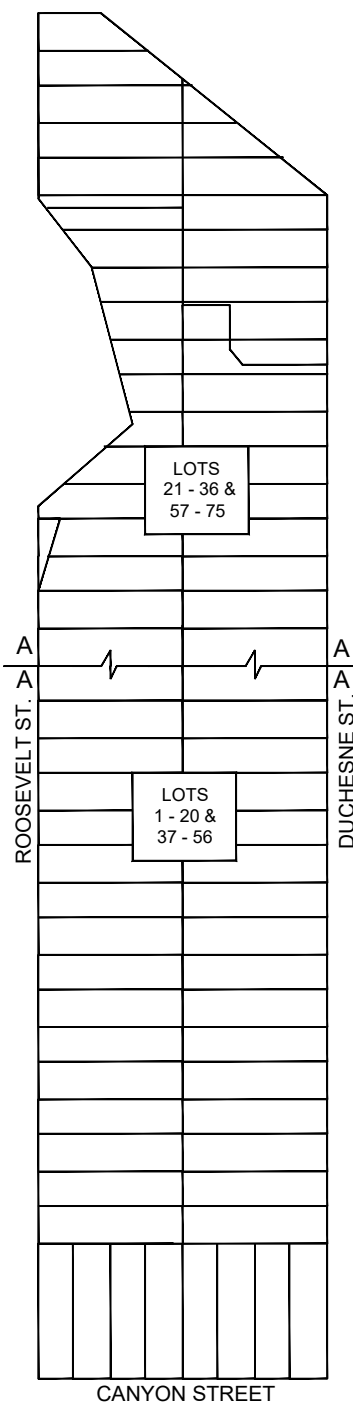 LOTS
21 - 36 &
57 - 75
A
A
A
A
ROOSEVELT ST.
DUCHESNE ST.
LOTS
1 - 20 &
37 - 56
CANYON STREET